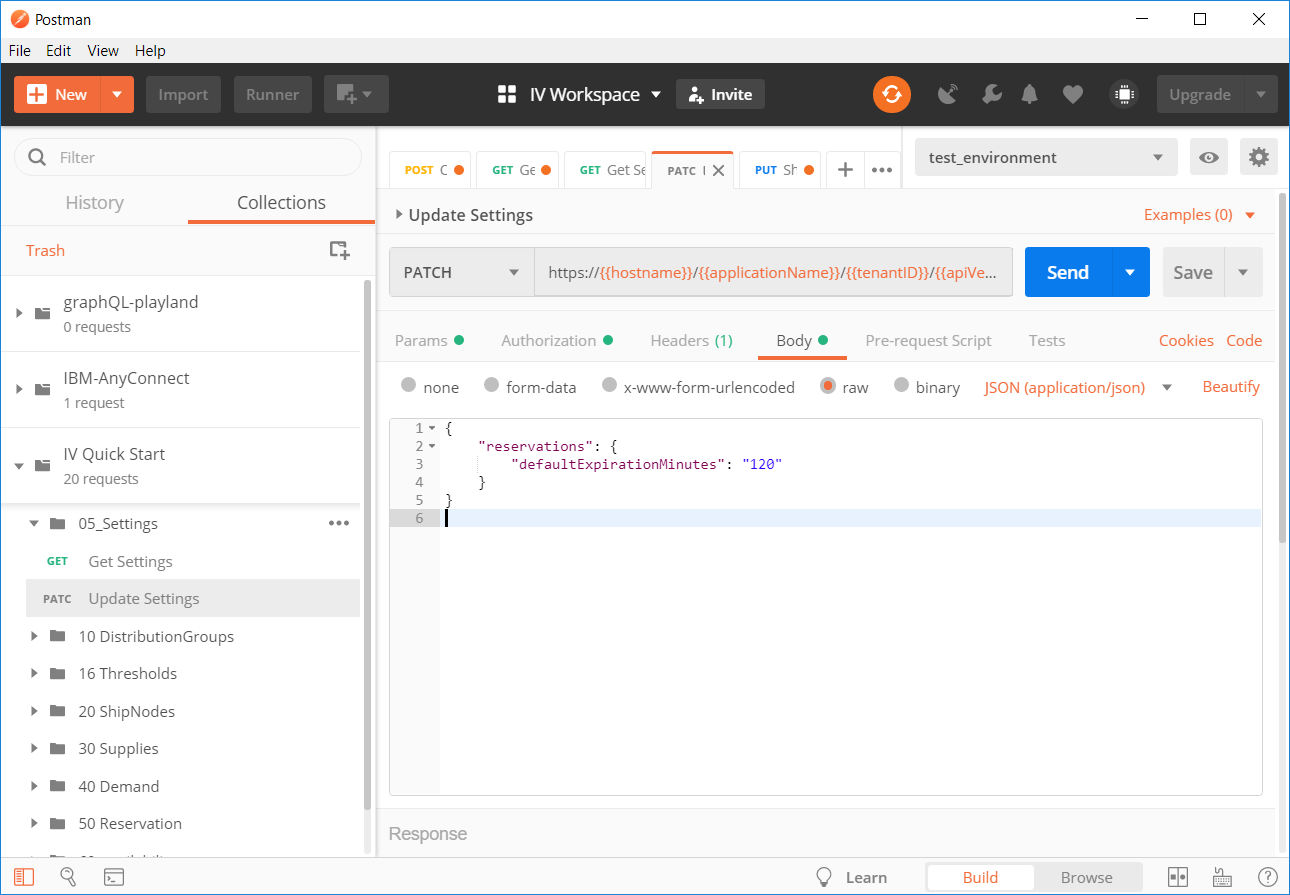 Postman
File Edit View Help
New Import Runner IV Workspace Invite Upgrade
Filter
History Collections
Trash
graphQL-playland
0 requests
IBM-AnyConnect
1 request
IV Quick Start
20 requests
05_Settings
GET Get Settings
PATC Update Settings
10 DistributionGroups
16 Thresholds
20 ShipNodes
30 Supplies
40 Demand
50 Reservation
POST GET Ge GET Get Se PATC PUT Sh
test_environment
Update Settings Examples (0)
PATCH https://{{hostname}}/{{applicationName}}/{{tenantID}}/{{apiVe... Send Save
Params Authorization Headers (1) Body Pre-request Script Tests Cookies Code
none form-data x-www-form-urlencoded raw binary JSON (application/json) Beautify
1 {
2 "reservations": {
3 "defaultExpirationMinutes": "120"
4 }
5 }
6
Response
Learn Build Browse